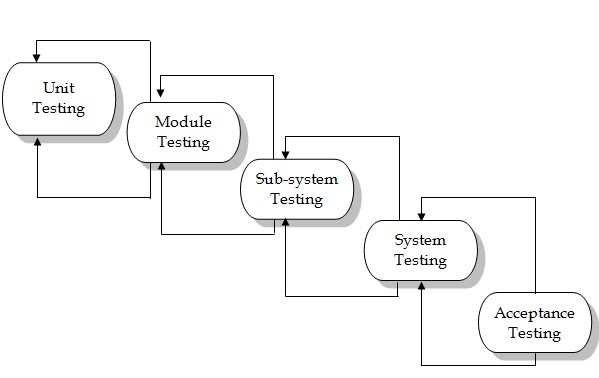 Unit
Testing
Module
Testing
Sub-system
Testing
System
Testing
Acceptance
Testing